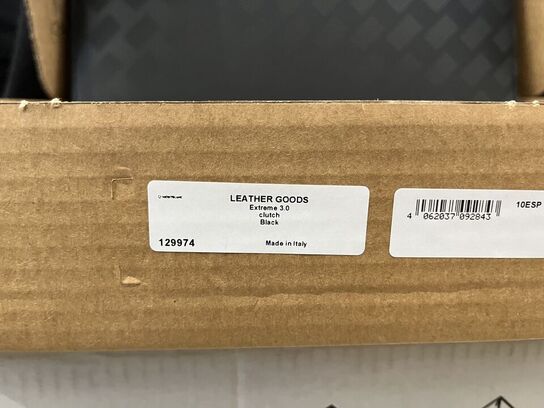 LEATHER GOODS
Extreme 3.0
clutch
Black
129974
Made in Italy
4 062037 092843
10ESP